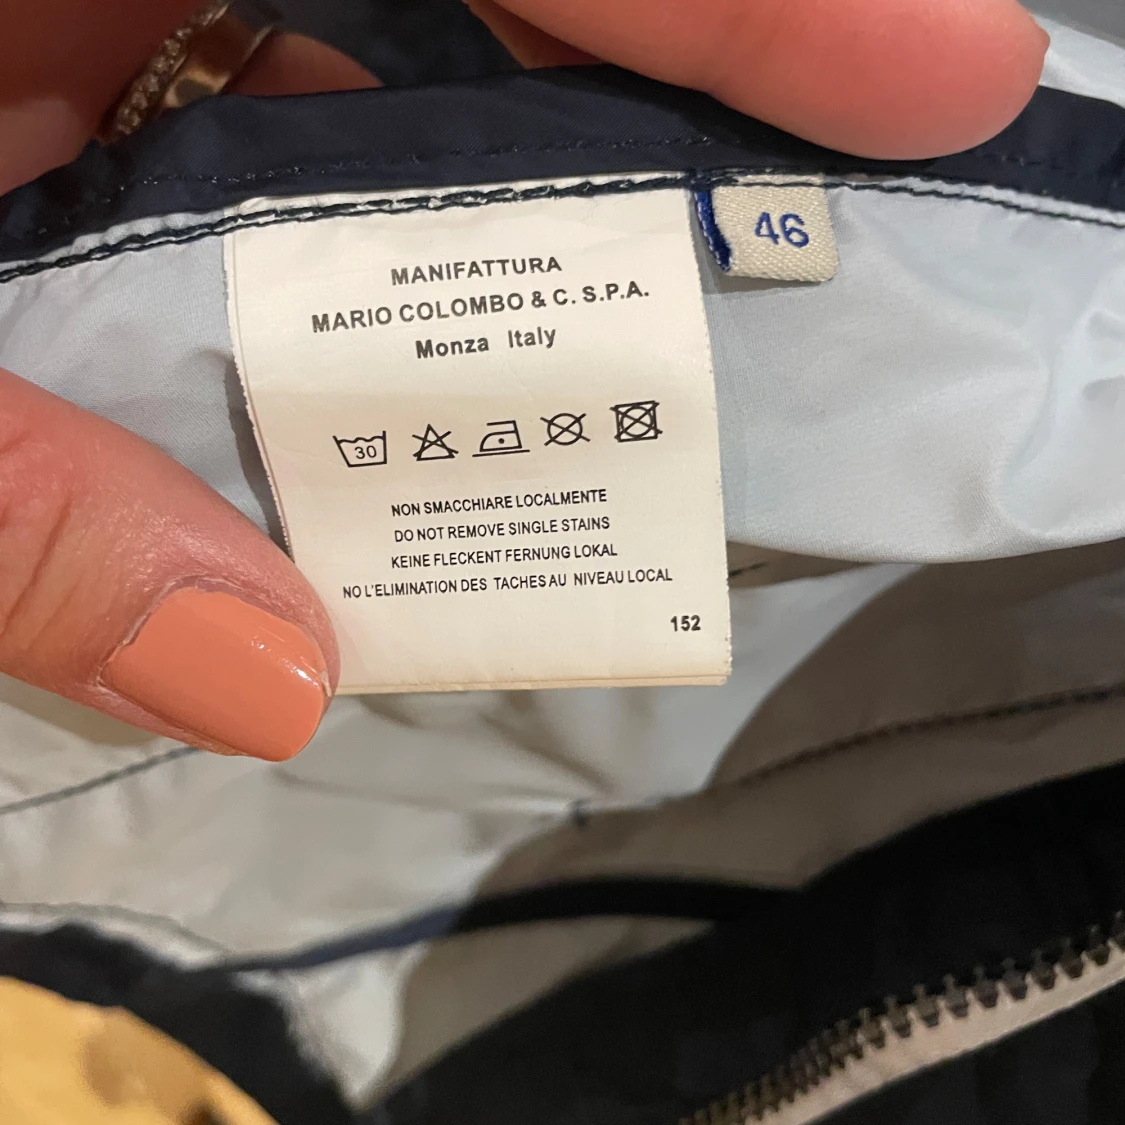 46
MANIFATTURA
MARIO COLOMBO & C. S.P.A.
Monza Italy
30
NON SMACCHIARE LOCALMENTE
DO NOT REMOVE SINGLE STAINS
KEINE FLECKENT FERNUNG LOKAL
NO L'ELIMINATION DES TACHES AU NIVEAU LOCAL
152